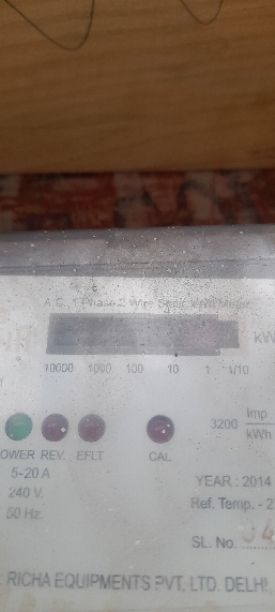 A.C. 1 Phase 2 Wire Static kWh Meter
kW
10000 1000 100 10 1 1/10
3200 Imp
kWh
OWER REV. EFLT CAL
5-20 A
240 V.
50 Hz.
YEAR : 2014
Ref. Temp. - 2
SL. No.
RICHA EQUIPMENTS PVT. LTD. DELHI